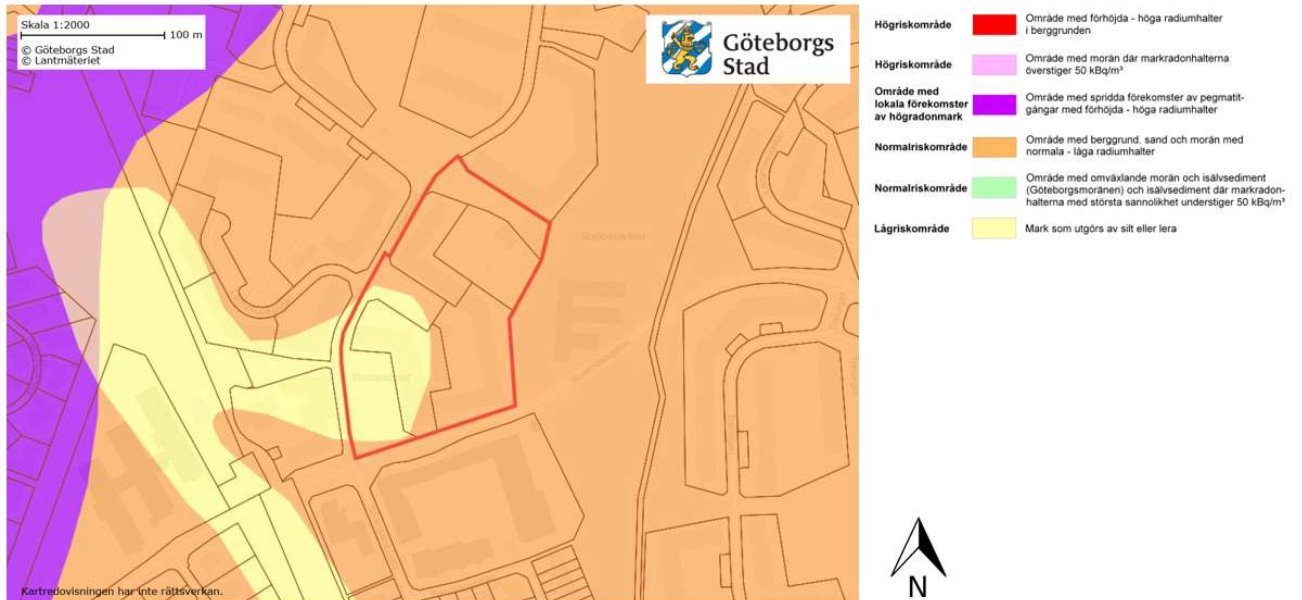 Skala 1:2000
100 m
© Göteborgs Stad
© Lantmäteriet
Göteborgs
Stad
Kartredovisningen har inte rättsverkan.
Högriskområde
Område med förhöjda - höga radiumhalter
i berggrunden
Högriskområde
Område med morän där markradonhalterna
överstiger 50 kBq/m³
Område med
lokala förekomster
av högradonmark
Område med spridda förekomster av pegmatit-
gångar med förhöjda - höga radiumhalter
Normalriskområde
Område med berggrund, sand och morän med
normala - låga radiumhalter
Normalriskområde
Område med omväxlande morän och isälvsediment
(Göteborgsmoränen) och isälvsediment där markradon-
halterna med största sannolikhet understiger 50 kBq/m³
Lågriskområde
Mark som utgörs av silt eller lera
N